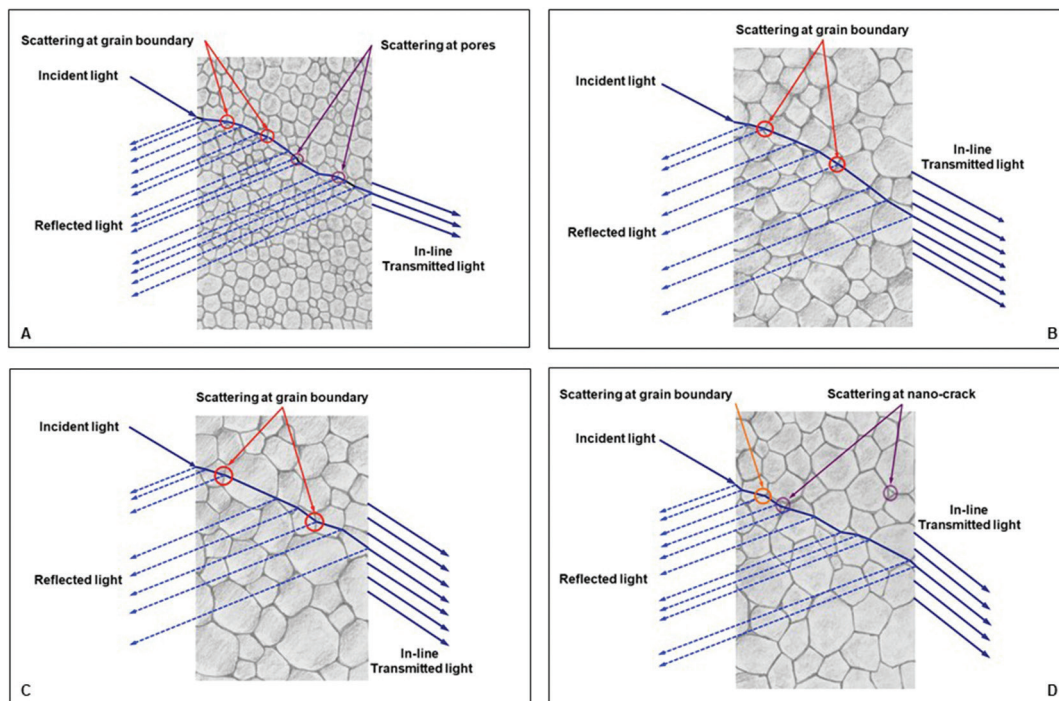 Scattering at grain boundary
Scattering at pores
Incident light
Reflected light
In-line
Transmitted light
A
Scattering at grain boundary
Incident light
In-line
Transmitted light
Reflected light
B
Scattering at grain boundary
Incident light
Reflected light
In-line
Transmitted light
C
Scattering at grain boundary
Scattering at nano-crack
Incident light
In-line
Transmitted light
Reflected light
D